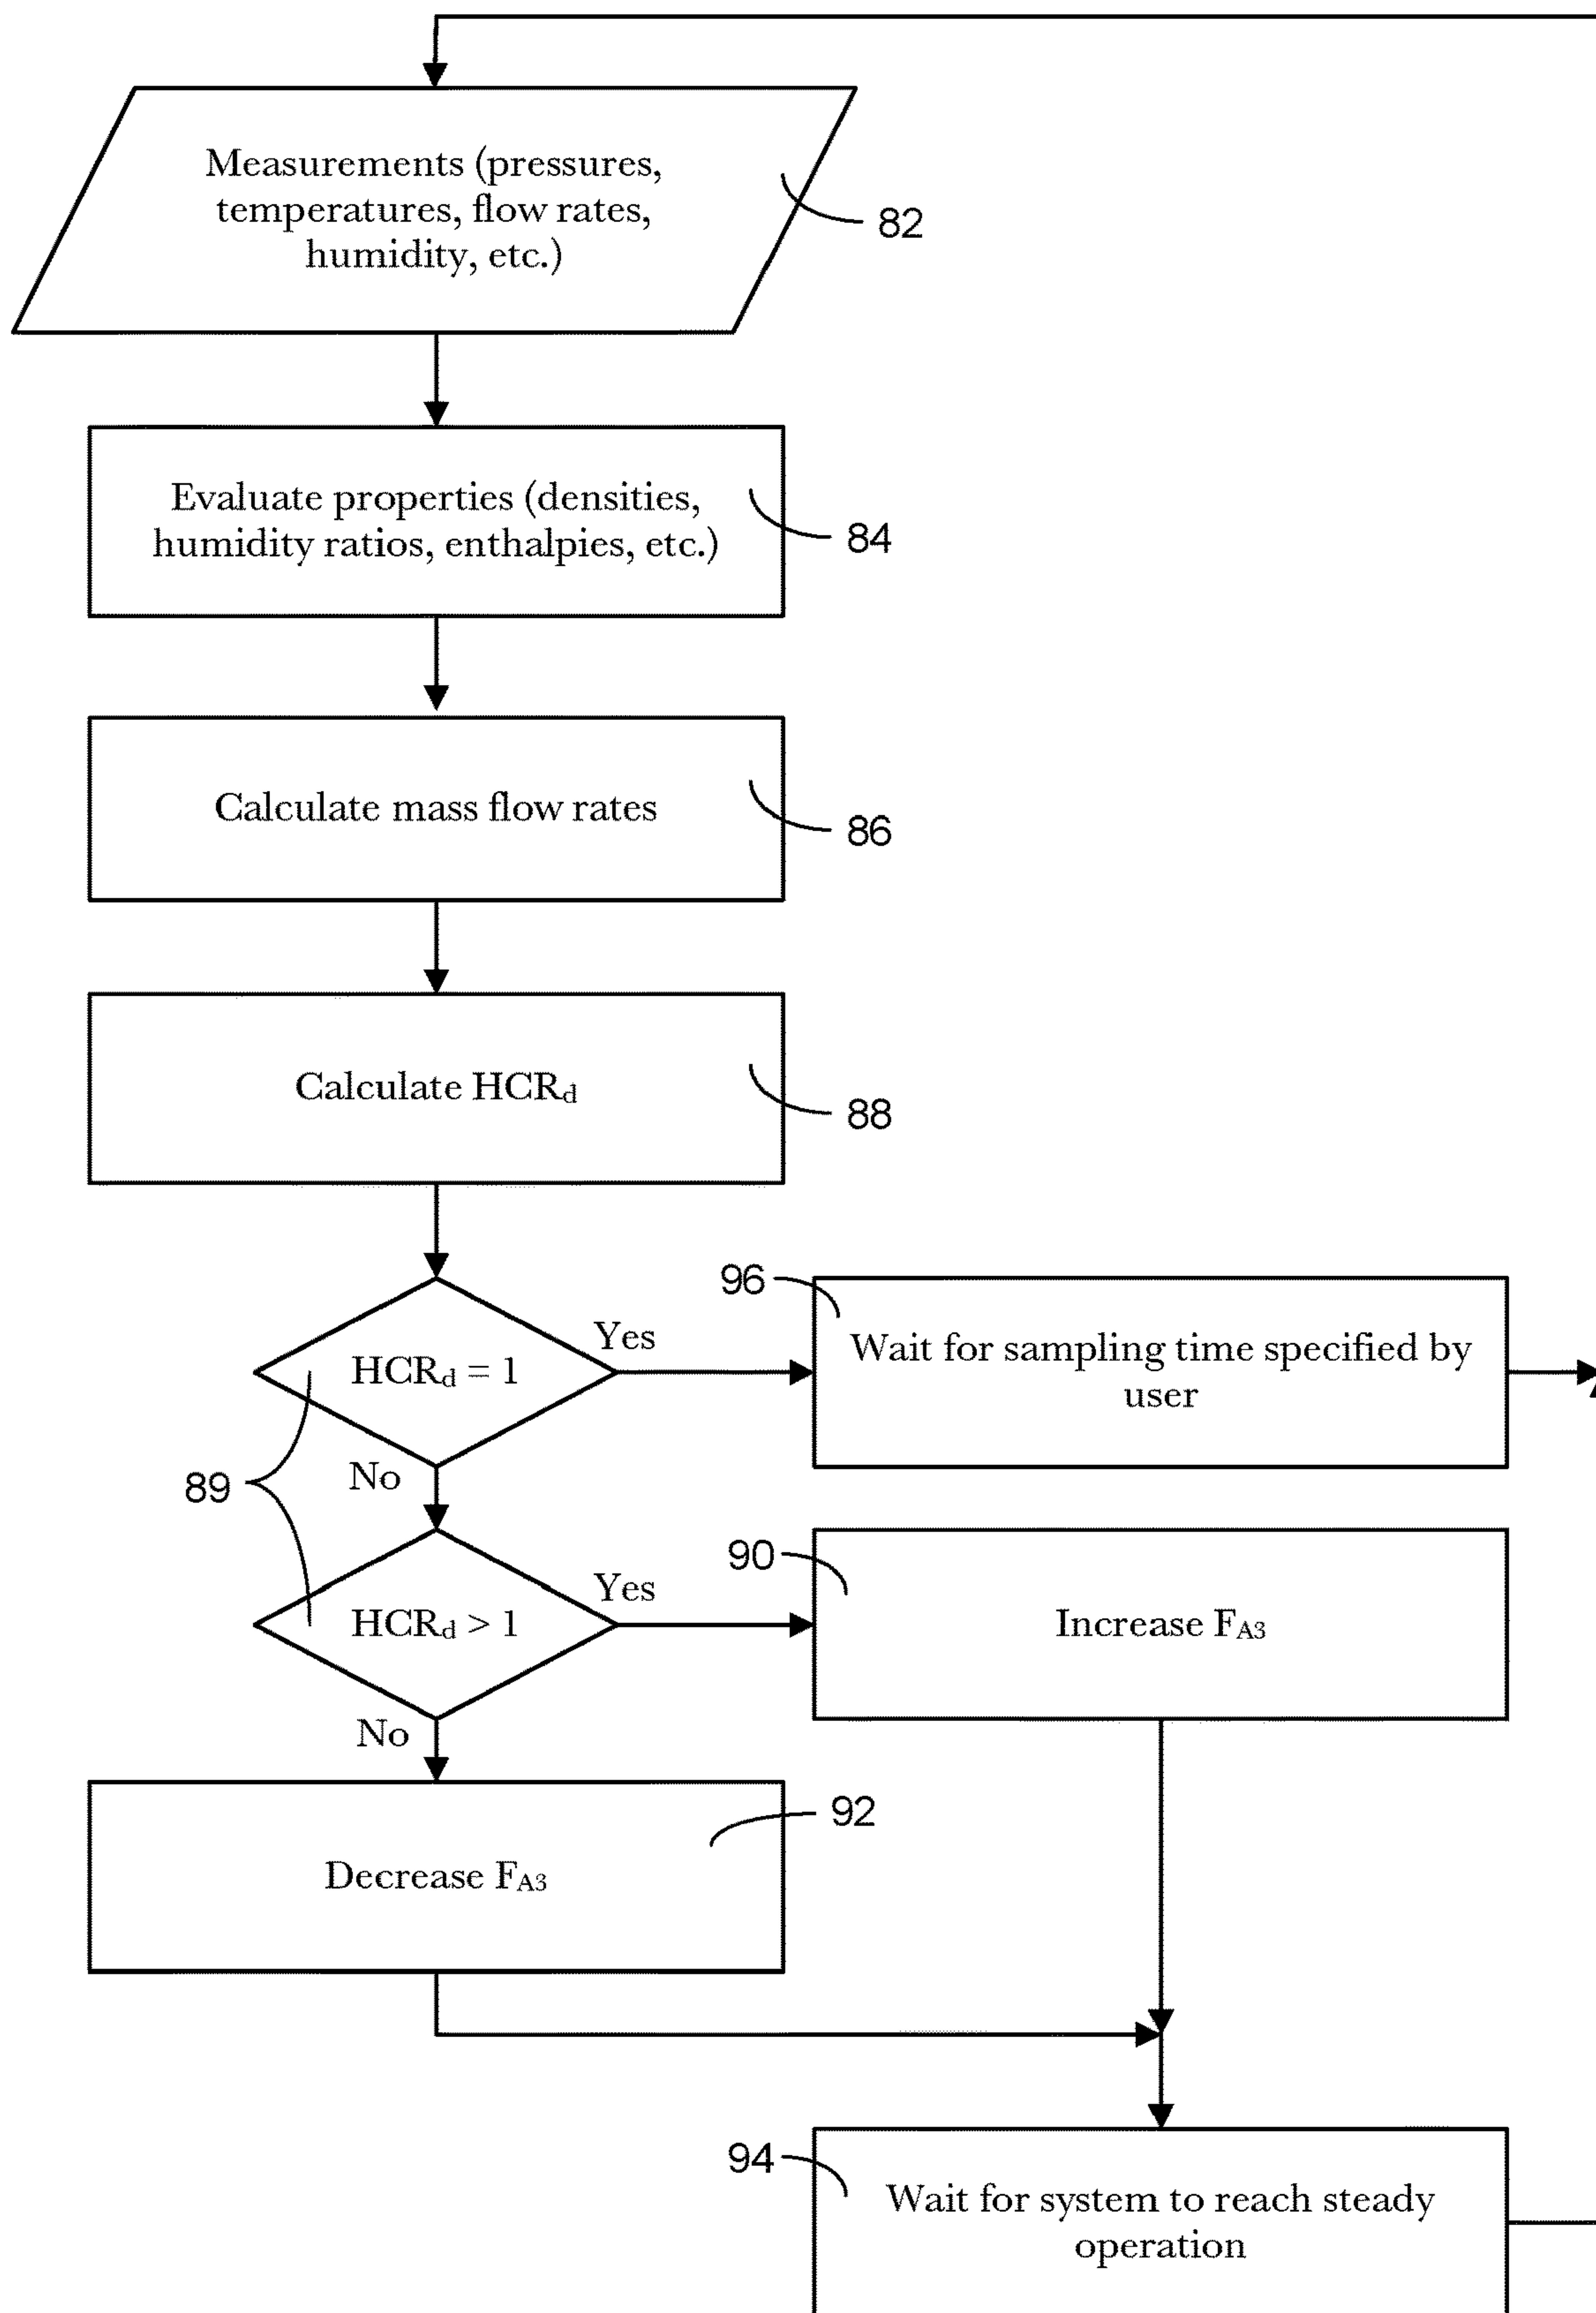 Measurements (pressures,
temperatures, flow rates,
humidity, etc.)
82
Evaluate properties (densities,
humidity ratios, enthalpies, etc.)
84
Calculate mass flow rates
86
Calculate HCRd
88
96
Yes
HCRd = 1
Wait for sampling time specified by
user
No
89
90
Yes
HCRd > 1
Increase FA3
No
92
Decrease FA3
94
Wait for system to reach steady
operation